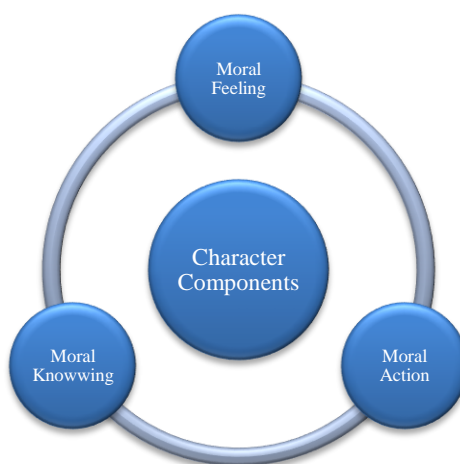 Moral
Feeling
Character
Components
Moral
Knowwing
Moral
Action